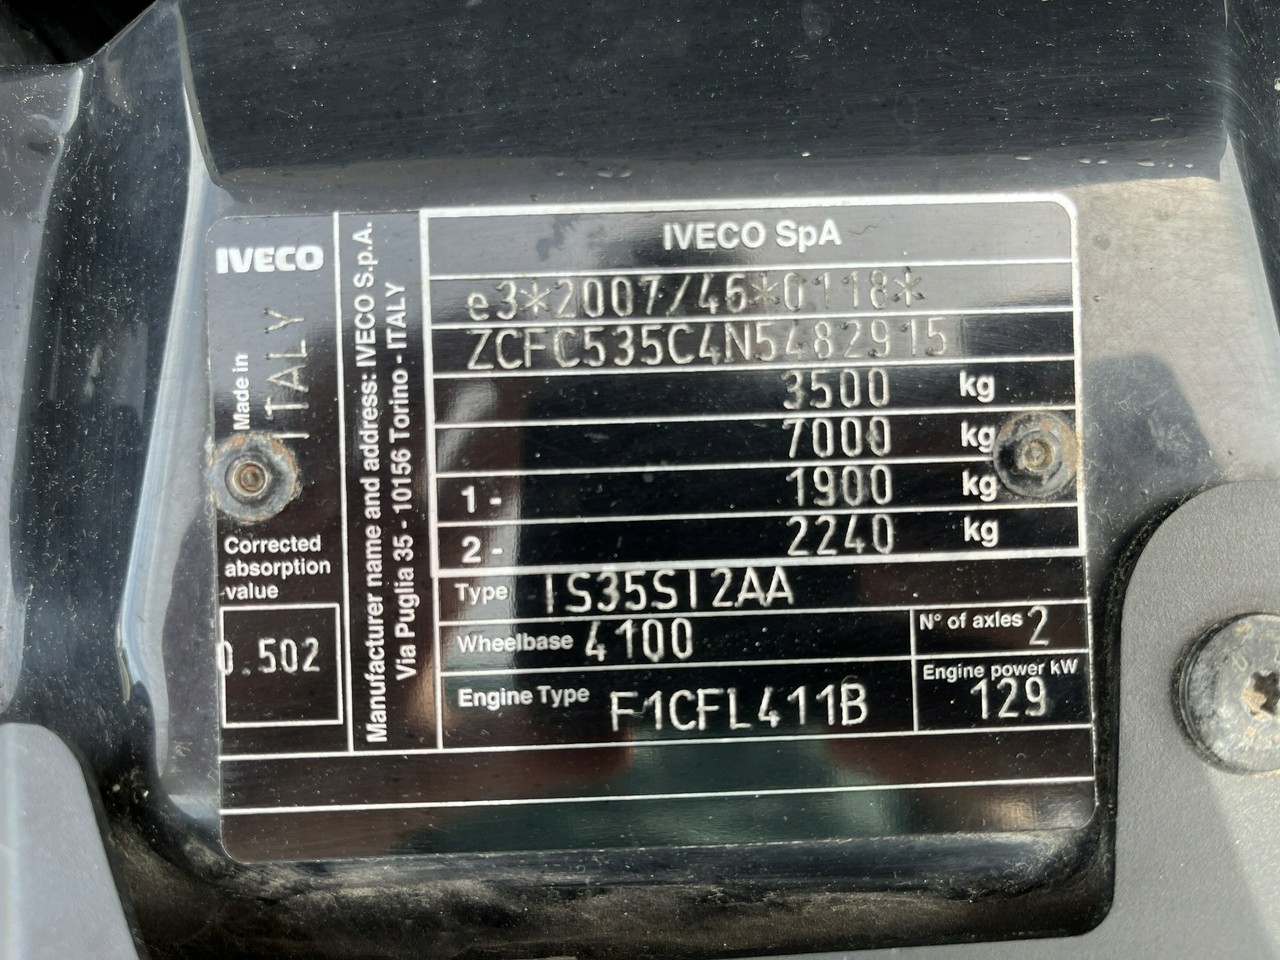 IVECO
Made in ITALY
Corrected
absorption
value
0.502
Manufacturer name and address: IVECO S.p.A.
Via Puglia 35 - 10156 Torino - ITALY
IVECO SpA
e3*2007/46*0118*
ZCFC535C4N5482915
3500 kg
7000 kg
1 - 1900 kg
2 - 2240 kg
Type IS35SI2AA
Wheelbase 4100
N° of axles 2
Engine Type F1CFL411B
Engine power kW
129